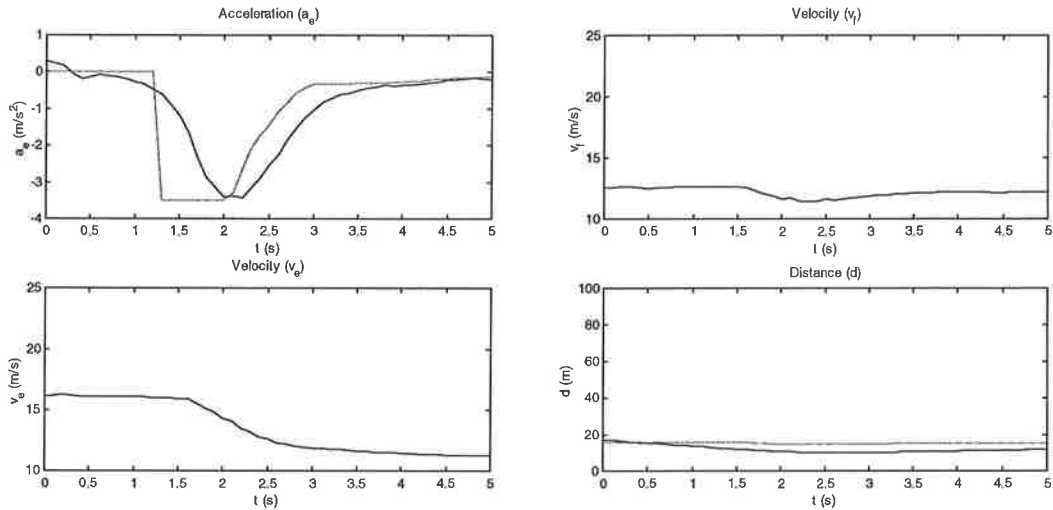 Acceleration (aₑ)
1
0
-1
-2
-3
-4
aₑ (m/s²)
0 0.5 1 1.5 2 2.5 3 3.5 4 4.5 5
t (s)
Velocity (v_f)
25
20
15
10
v_f (m/s)
0 0.5 1 1.5 2 2.5 3 3.5 4 4.5 5
t (s)
Velocity (vₑ)
25
20
15
10
vₑ (m/s)
0 0.5 1 1.5 2 2.5 3 3.5 4 4.5 5
t (s)
Distance (d)
100
80
60
40
20
0
d (m)
0 0.5 1 1.5 2 2.5 3 3.5 4 4.5 5
t (s)